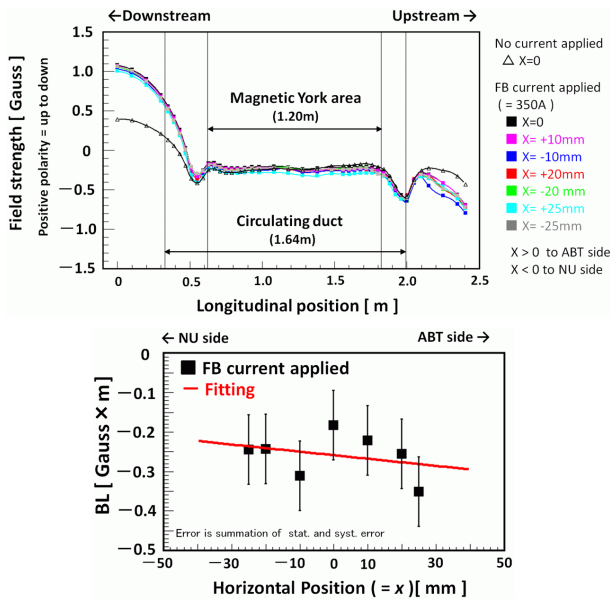 ←Downstream
Upstream →
Field strength [ Gauss]
Positive polarity = up to down
1.5
1.0
0.5
0
−0.5
−1.0
−1.5
Magnetic York area
(1.20m)
Circulating duct
(1.64m)
0.0
0.5
1.0
1.5
2.0
2.5
Longitudinal position [ m ]
No current applied
△ X=0
FB current applied
( = 350A )
X=0
X= +10mm
X= -10mm
X= +20mm
X= -20 mm
X= +25mm
X= -25mm
X > 0 to ABT side
X < 0 to NU side
← NU side
ABT side →
BL [ Gauss × m ]
0
−0.1
−0.2
−0.3
−0.4
−0.5
FB current applied
Fitting
Error is summation of stat. and syst. error
−50
−40
−30
−20
−10
0
10
20
30
40
50
Horizontal Position ( = x )[ mm ]